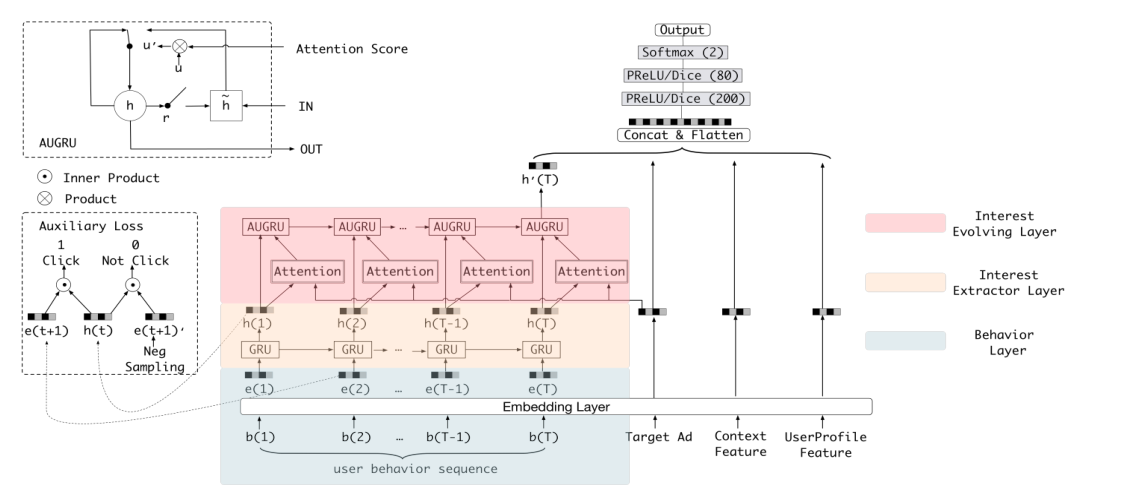 Output
Softmax (2)
PReLU/Dice (80)
PReLU/Dice (200)
Concat & Flatten
u′
u
Attention Score
h
r
h̃
IN
AUGRU
OUT
Inner Product
Product
h′(T)
Auxiliary Loss
1
0
Click
Not Click
e(t+1)
h(t)
e(t+1)′
Neg
Sampling
AUGRU
AUGRU
...
AUGRU
AUGRU
Attention
Attention
Attention
Attention
h(1)
h(2)
h(T-1)
h(T)
GRU
GRU
...
GRU
GRU
e(1)
e(2)
...
e(T-1)
e(T)
Embedding Layer
b(1)
b(2)
...
b(T-1)
b(T)
Target Ad
Context
Feature
UserProfile
Feature
user behavior sequence
Interest
Evolving Layer
Interest
Extractor Layer
Behavior
Layer